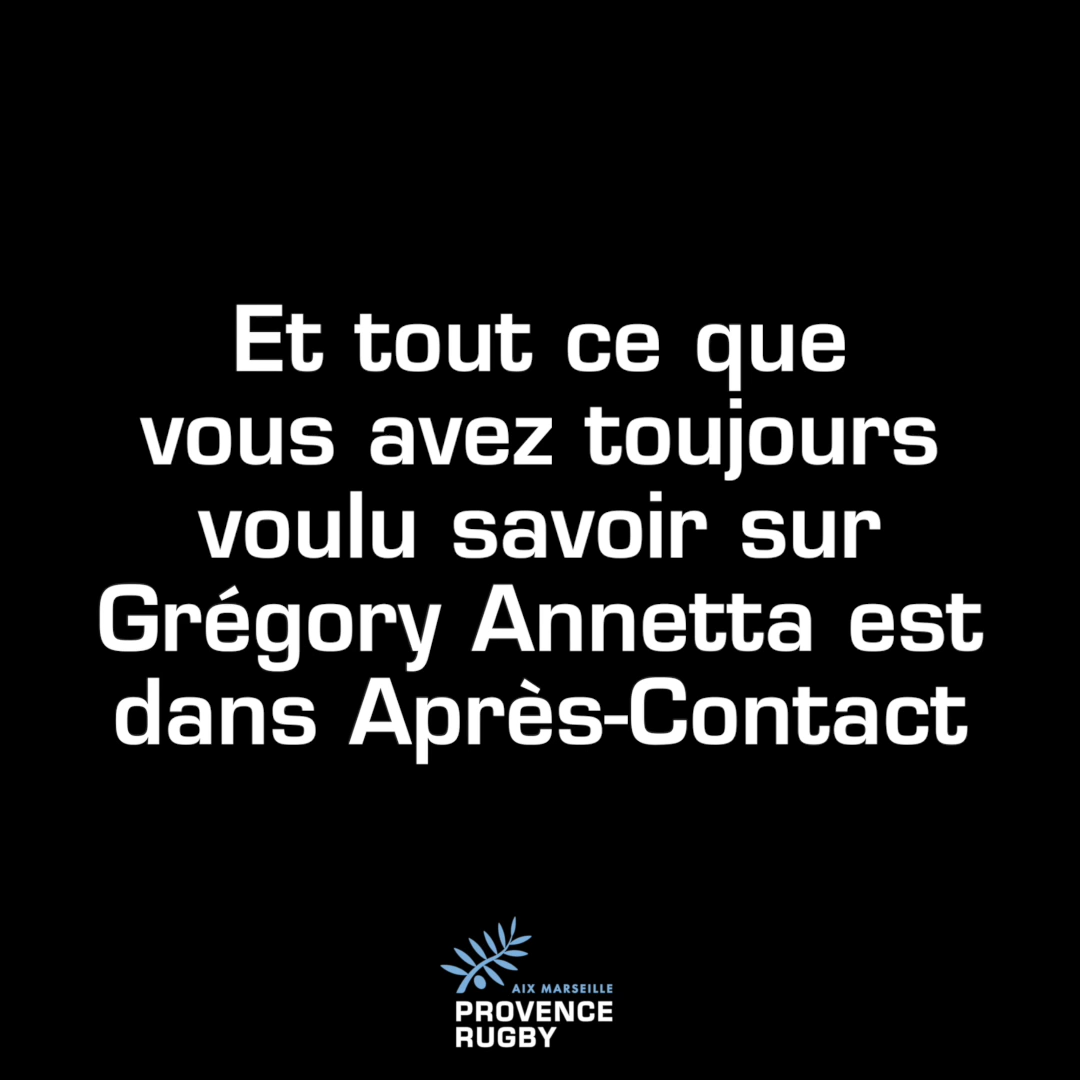 Et tout ce que
vous avez toujours
voulu savoir sur
Grégory Annetta est
dans Après-Contact
AIX MARSEILLE
PROVENCE
RUGBY